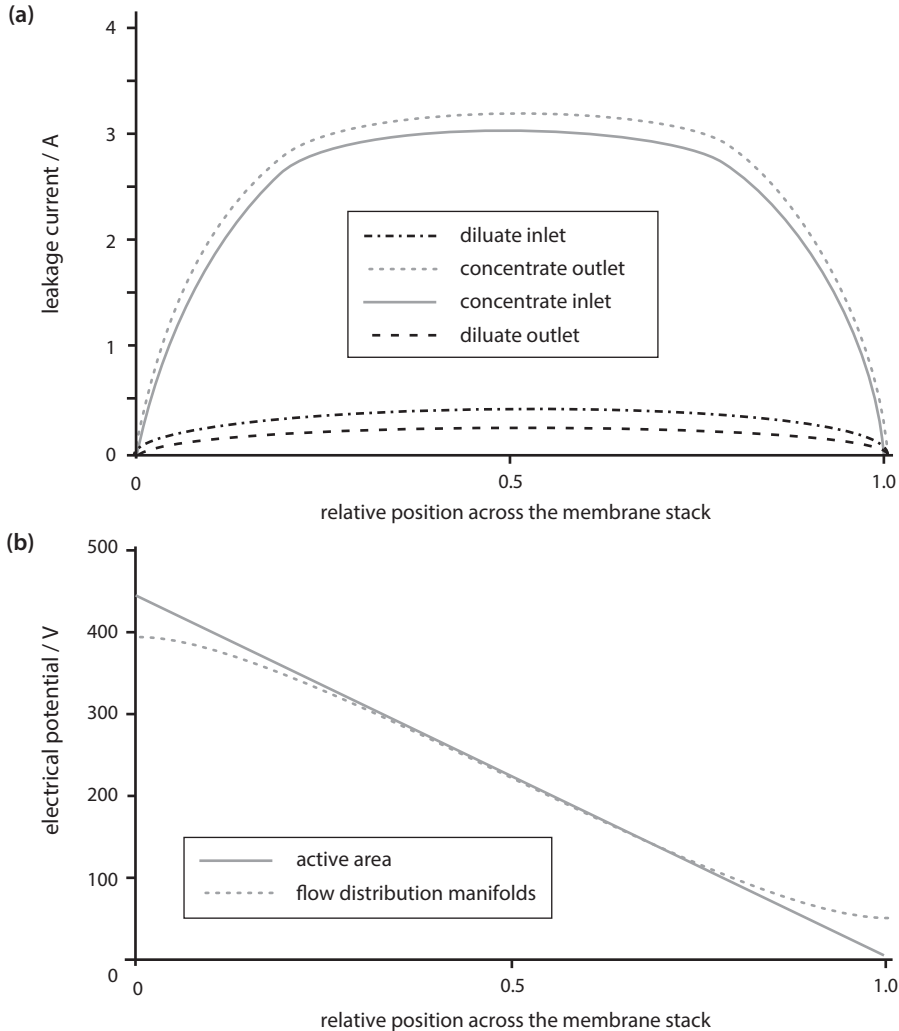 (a)
4
3
2
1
0
leakage current / A
diluate inlet
concentrate outlet
concentrate inlet
diluate outlet
0
0.5
1.0
relative position across the membrane stack
(b)
500
400
300
200
100
0
electrical potential / V
active area
flow distribution manifolds
0
0.5
1.0
relative position across the membrane stack